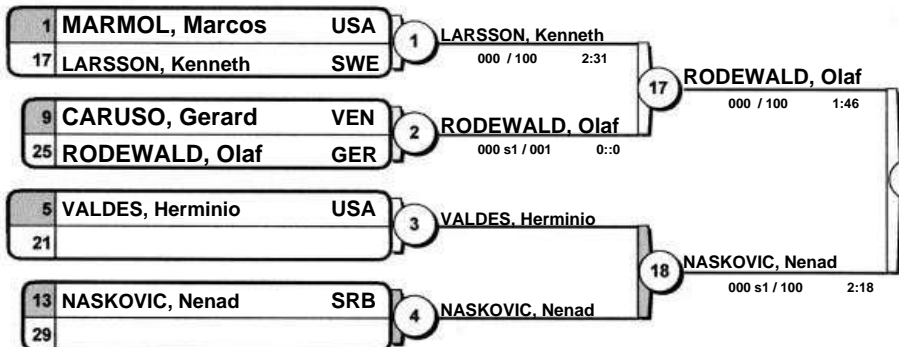 1 MARMOL, Marcos USA
17 LARSSON, Kenneth SWE
1 LARSSON, Kenneth
000 / 100 2:31
9 CARUSO, Gerard VEN
25 RODEWALD, Olaf GER
2 RODEWALD, Olaf
000 s1 / 001 0::0
17 RODEWALD, Olaf
000 / 100 1:46
5 VALDES, Herminio USA
21
3 VALDES, Herminio
13 NASKOVIC, Nenad SRB
29
4 NASKOVIC, Nenad
18 NASKOVIC, Nenad
000 s1 / 100 2:18